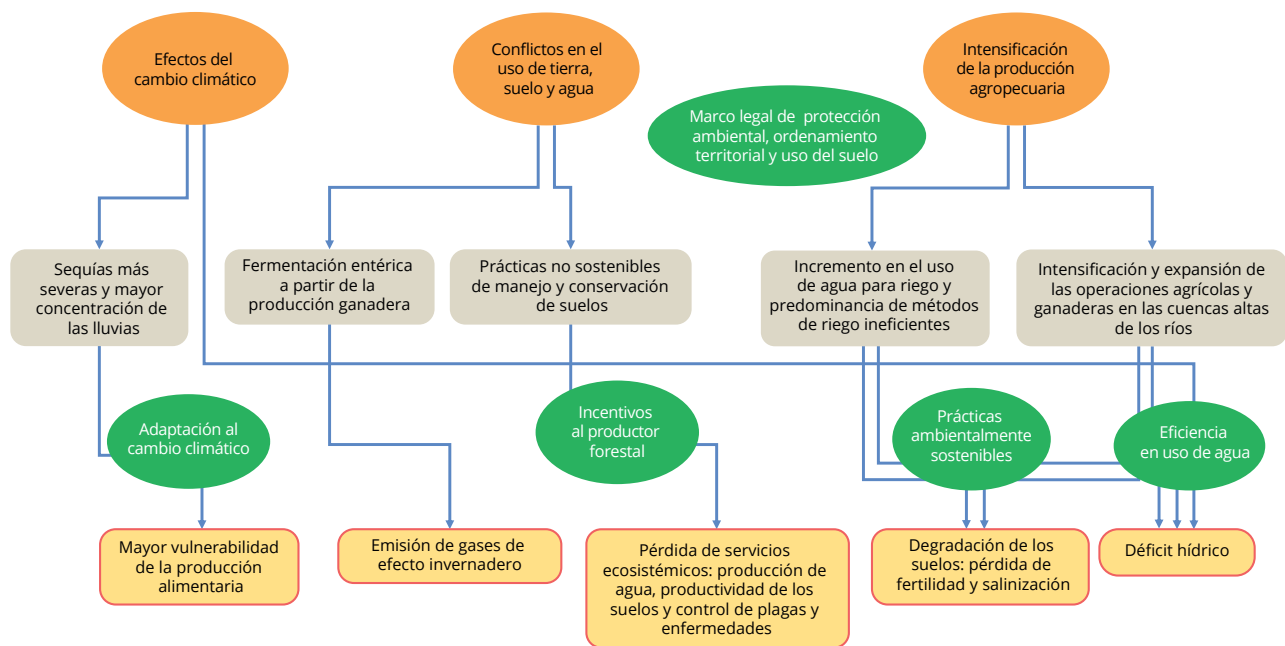 Efectos del
cambio climático
Conflictos en el
uso de tierra,
suelo y agua
Intensificación
de la producción
agropecuaria
Marco legal de protección
ambiental, ordenamiento
territorial y uso del suelo
Sequías más
severas y mayor
concentración de
las lluvias
Fermentación entérica
a partir de la
producción ganadera
Prácticas no sostenibles
de manejo y conservación
de suelos
Incremento en el uso
de agua para riego y
predominancia de métodos
de riego ineficientes
Intensificación y expansión de
las operaciones agrícolas y
ganaderas en las cuencas altas
de los ríos
Adaptación al
cambio climático
Incentivos
al productor
forestal
Prácticas
ambientalmente
sostenibles
Eficiencia
en uso de agua
Mayor vulnerabilidad
de la producción
alimentaria
Emisión de gases de
efecto invernadero
Pérdida de servicios
ecosistémicos: producción de
agua, productividad de los
suelos y control de plagas y
enfermedades
Degradación de los
suelos: pérdida de
fertilidad y salinización
Déficit hídrico